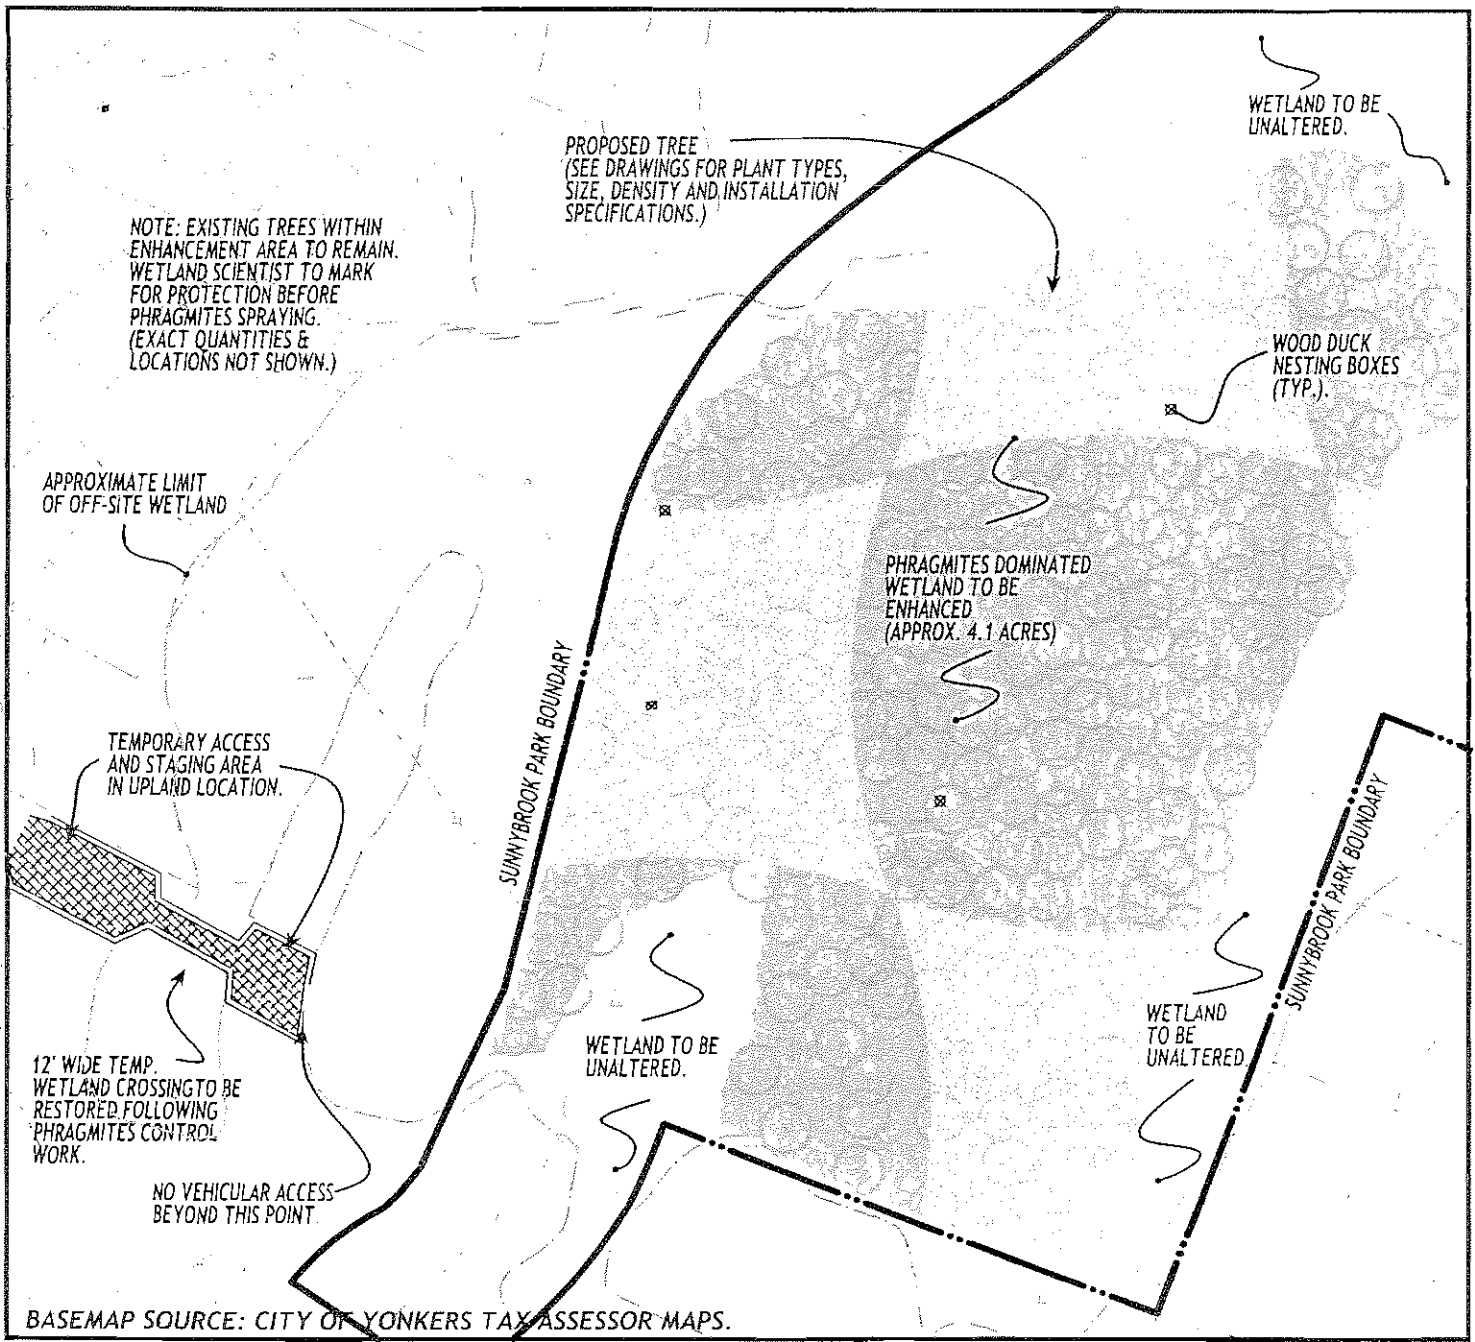 WETLAND TO BE
UNALTERED.
PROPOSED TREE
(SEE DRAWINGS FOR PLANT TYPES,
SIZE, DENSITY AND INSTALLATION
SPECIFICATIONS.)
NOTE: EXISTING TREES WITHIN
ENHANCEMENT AREA TO REMAIN.
WETLAND SCIENTIST TO MARK
FOR PROTECTION BEFORE
PHRAGMITES SPRAYING.
(EXACT QUANTITIES &
LOCATIONS NOT SHOWN.)
WOOD DUCK
NESTING BOXES
(TYP.).
APPROXIMATE LIMIT
OF OFF-SITE WETLAND
PHRAGMITES DOMINATED
WETLAND TO BE
ENHANCED
(APPROX. 4.1 ACRES)
SUNNYBROOK PARK BOUNDARY
TEMPORARY ACCESS
AND STAGING AREA
IN UPLAND LOCATION.
SUNNYBROOK PARK BOUNDARY
WETLAND
TO BE
UNALTERED
WETLAND TO BE
UNALTERED.
12' WIDE TEMP.
WETLAND CROSSING TO BE
RESTORED FOLLOWING
PHRAGMITES CONTROL
WORK.
NO VEHICULAR ACCESS
BEYOND THIS POINT
BASEMAP SOURCE: CITY OF YONKERS TAX ASSESSOR MAPS.